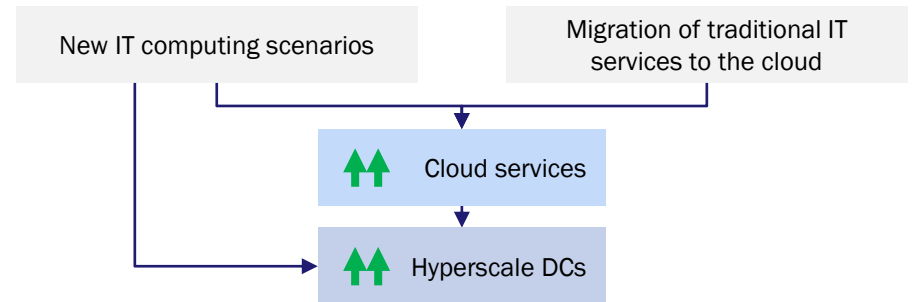 New IT computing scenarios
Migration of traditional IT
services to the cloud
Cloud services
Hyperscale DCs